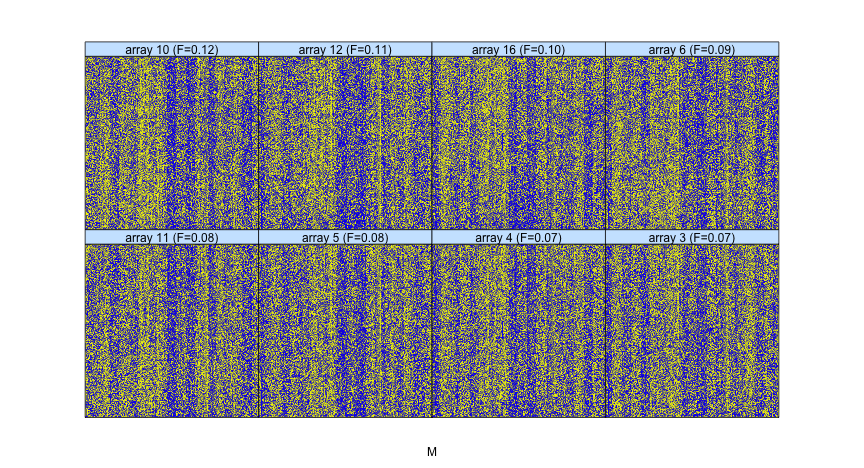 array 10 (F=0.12) array 12 (F=0.11) array 16 (F=0.10) array 6 (F=0.09)
array 11 (F=0.08) array 5 (F=0.08) array 4 (F=0.07) array 3 (F=0.07)
M